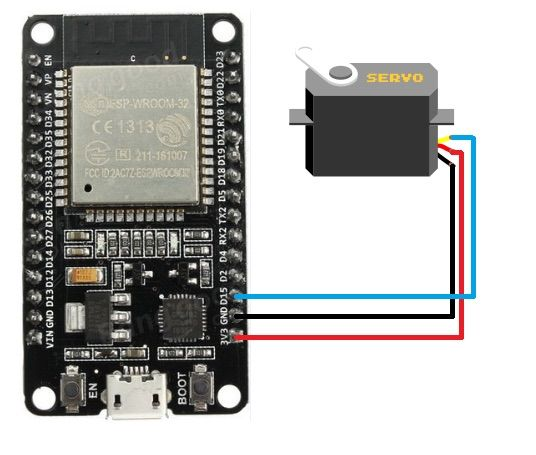 EN
VP
VN
D34
D35
D32
D33
D25
D26
D27
D14
D12
D13
GND
VIN
ESP-WROOM-32
CE1313
R 211-161007
FCC ID:2AC7Z-ESPWROOM32
D23
D22
TX0
RX0
D21
D19
D18
D5
TX2
RX2
D4
D2
D15
GND
3V3
EN
BOOT
SERVO